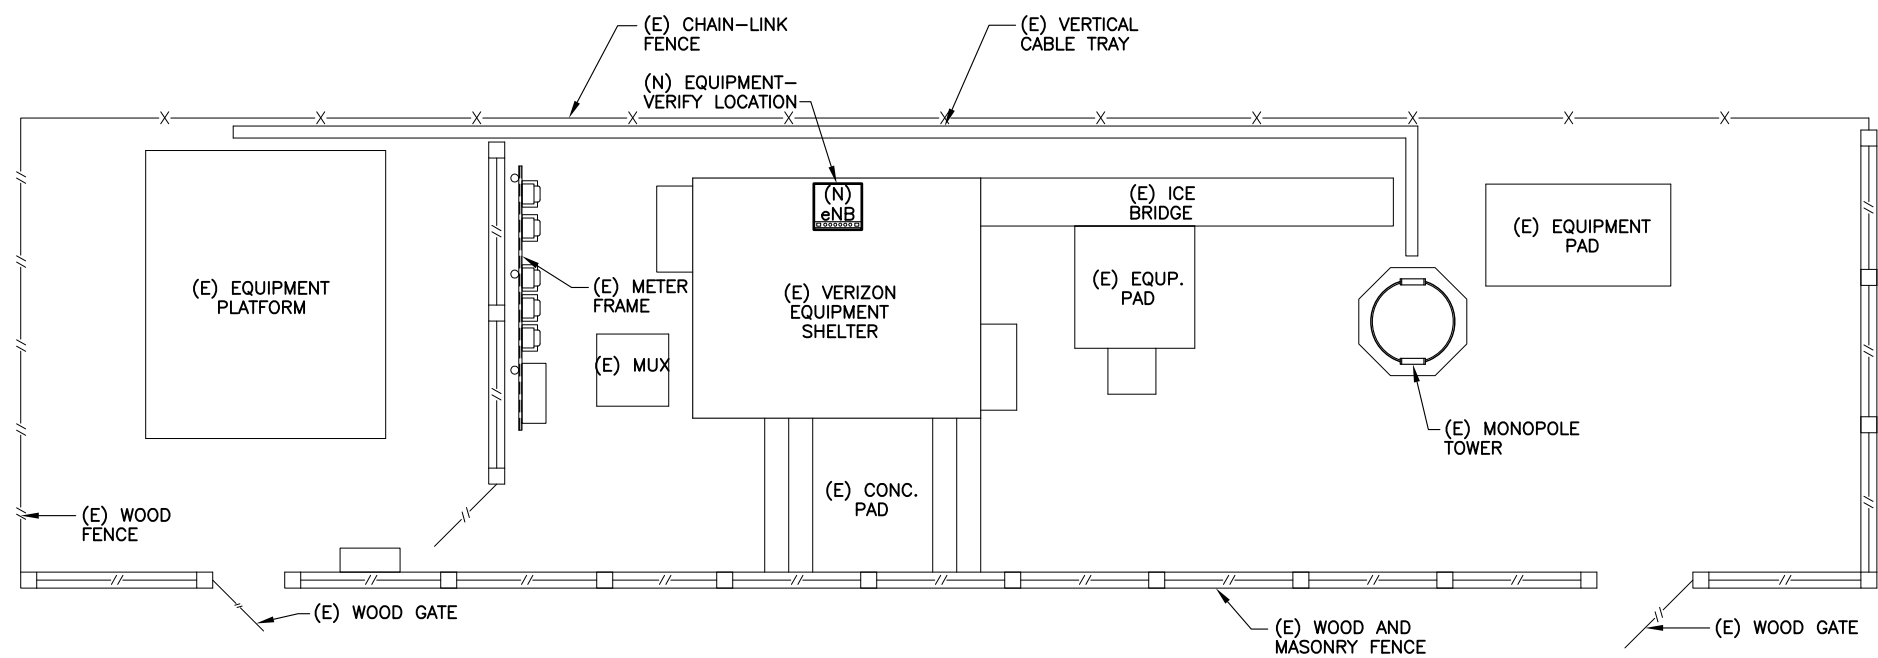 (E) CHAIN-LINK
FENCE
(E) VERTICAL
CABLE TRAY
(N) EQUIPMENT-
VERIFY LOCATION
(N)
eNB
(E) ICE
BRIDGE
(E) EQUIPMENT
PAD
(E) EQUIPMENT
PLATFORM
(E) METER
FRAME
(E) VERIZON
EQUIPMENT
SHELTER
(E) EQUP.
PAD
(E) MUX
(E) MONOPOLE
TOWER
(E) CONC.
PAD
(E) WOOD
FENCE
(E) WOOD GATE
(E) WOOD AND
MASONRY FENCE
(E) WOOD GATE